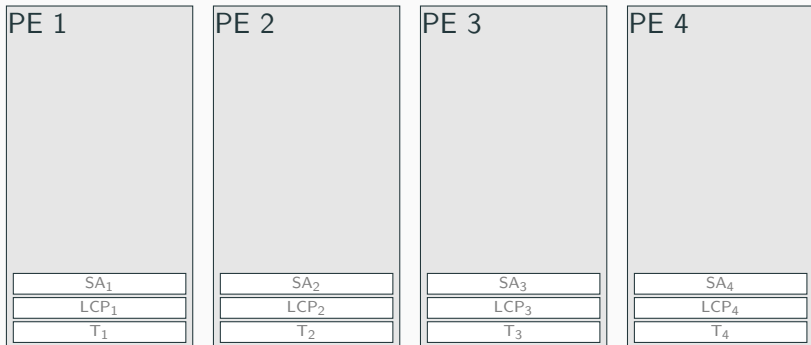 PE 1 PE 2 PE 3 PE 4
SA₁ SA₂ SA₃ SA₄
LCP₁ LCP₂ LCP₃ LCP₄
T₁ T₂ T₃ T₄